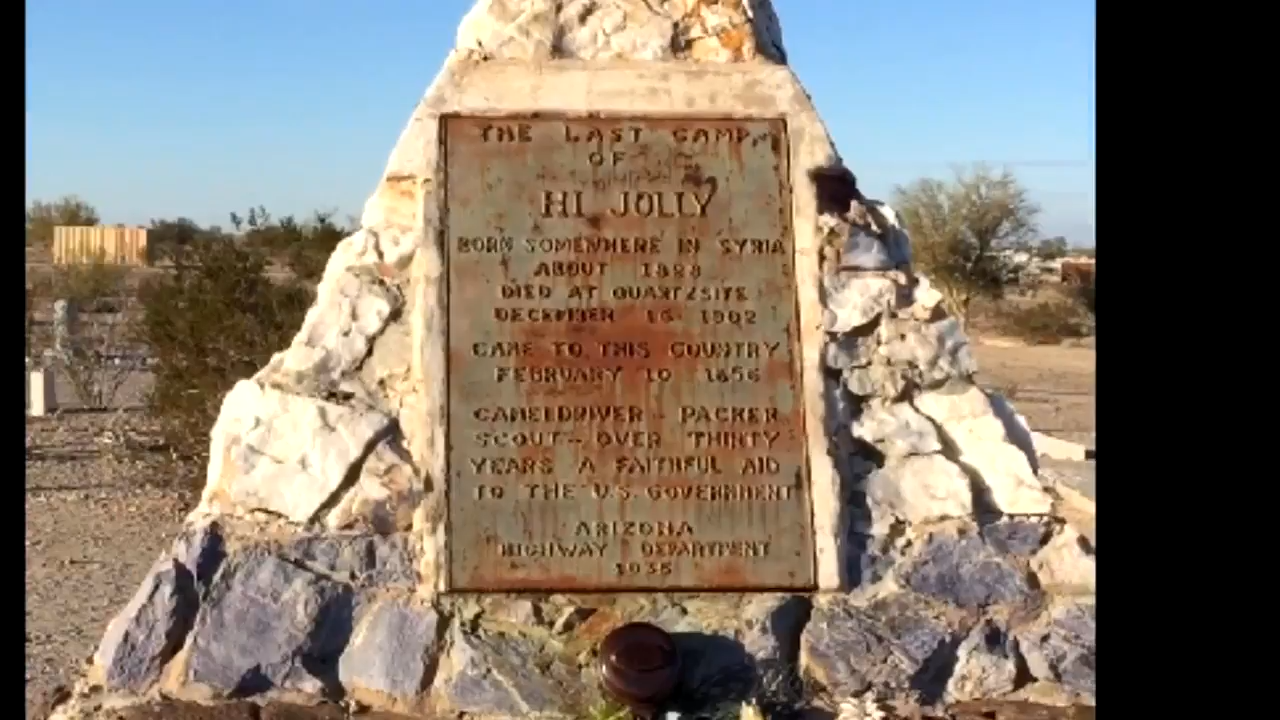 THE LAST CAMP
OF
HI JOLLY
BORN SOMEWHERE IN SYRIA
ABOUT 1828
DIED AT QUARTZSITE
DECEMBER 16 1902
CAME TO THIS COUNTRY
FEBRUARY 10 1856
CAMELDRIVER - PACKER
SCOUT - OVER THIRTY
YEARS A FAITHFUL AID
TO THE U.S. GOVERNMENT
ARIZONA
HIGHWAY DEPARTMENT
1935